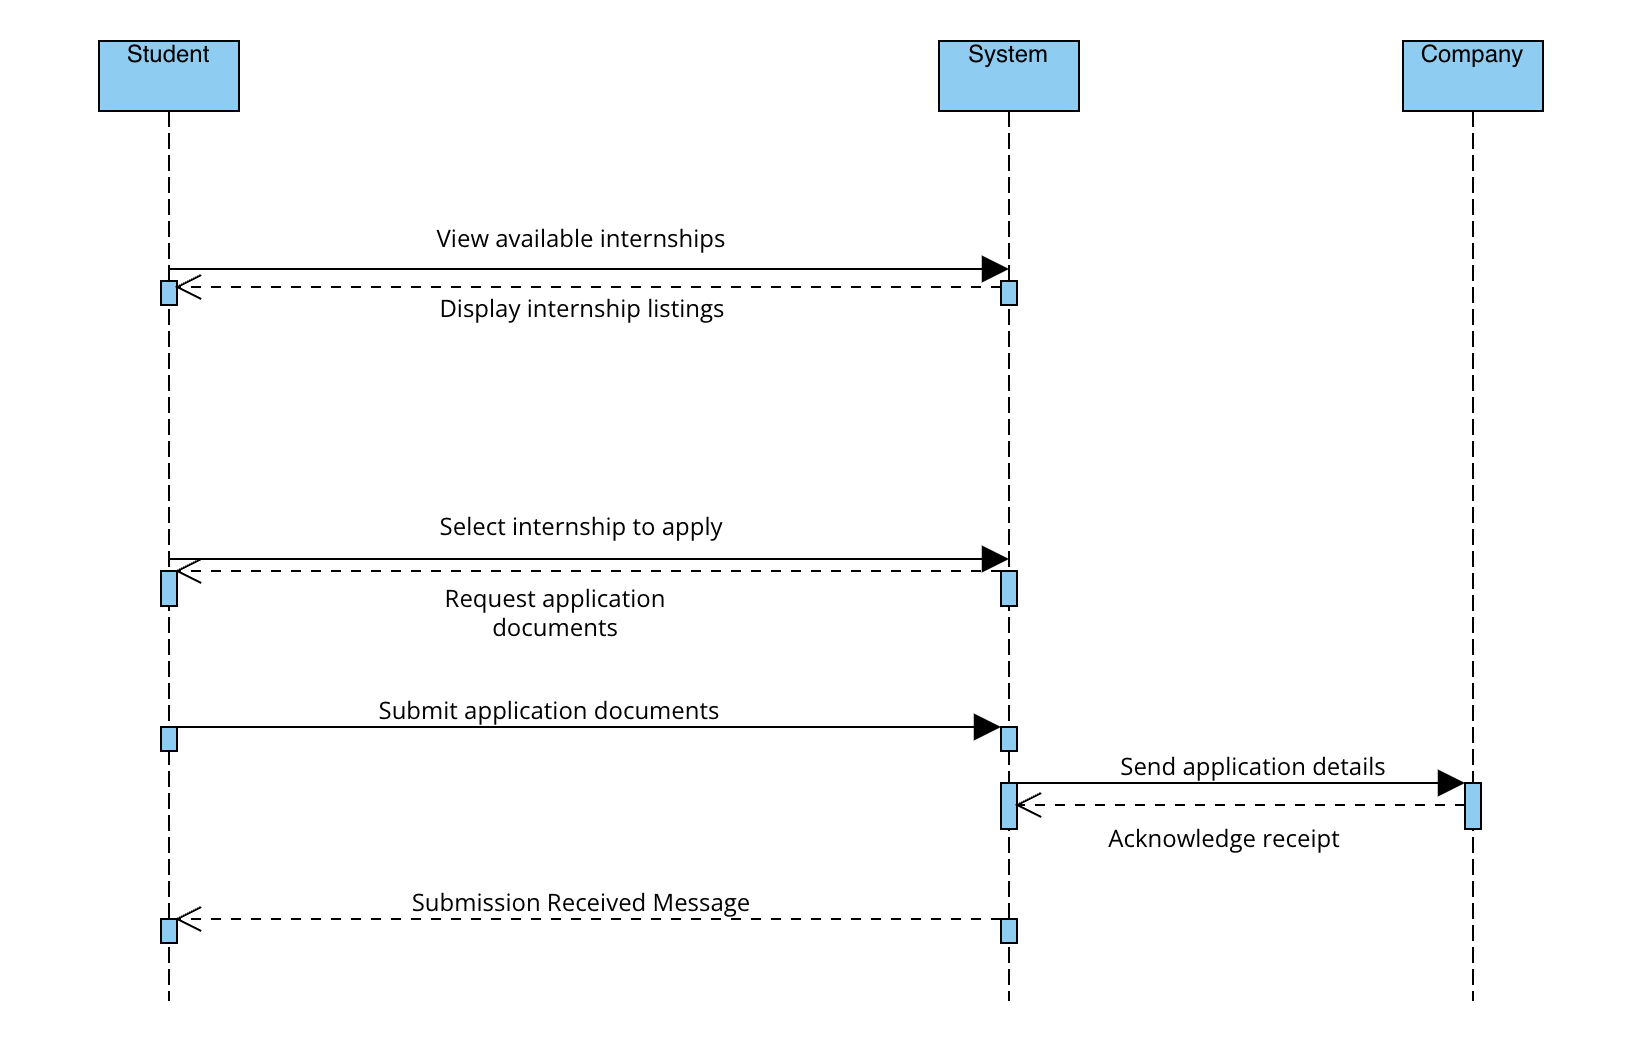 Student
System
Company
View available internships
Display internship listings
Select internship to apply
Request application
documents
Submit application documents
Send application details
Acknowledge receipt
Submission Received Message